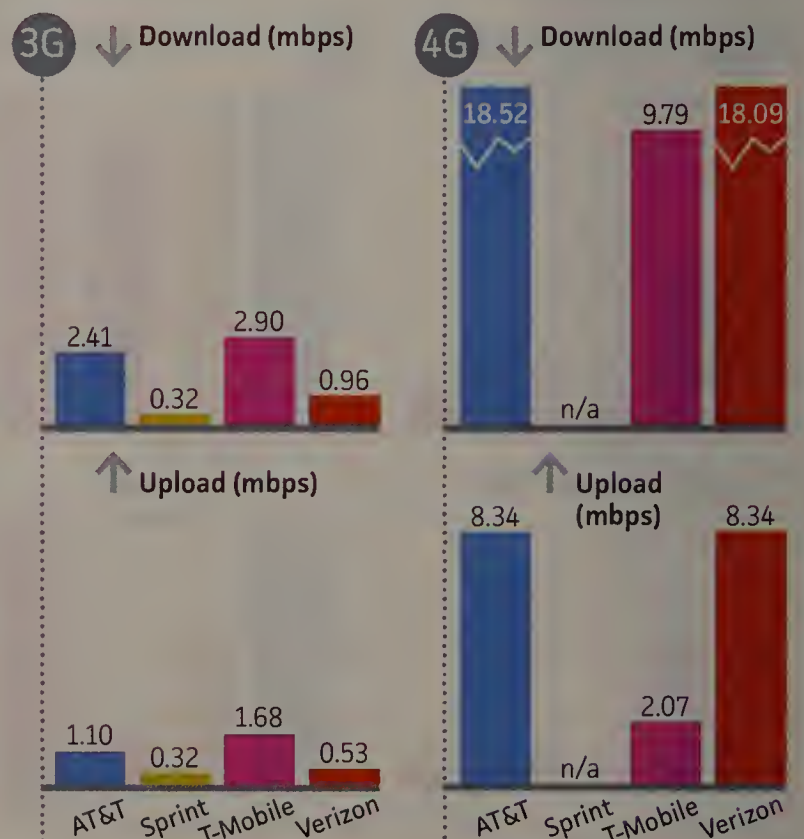 3G Download (mbps)
2.41 0.32 2.90 0.96
Upload (mbps)
1.10 0.32 1.68 0.53
AT&T Sprint T-Mobile Verizon
4G Download (mbps)
18.52 n/a 9.79 18.09
Upload
(mbps)
8.34 n/a 2.07 8.34
AT&T Sprint T-Mobile Verizon